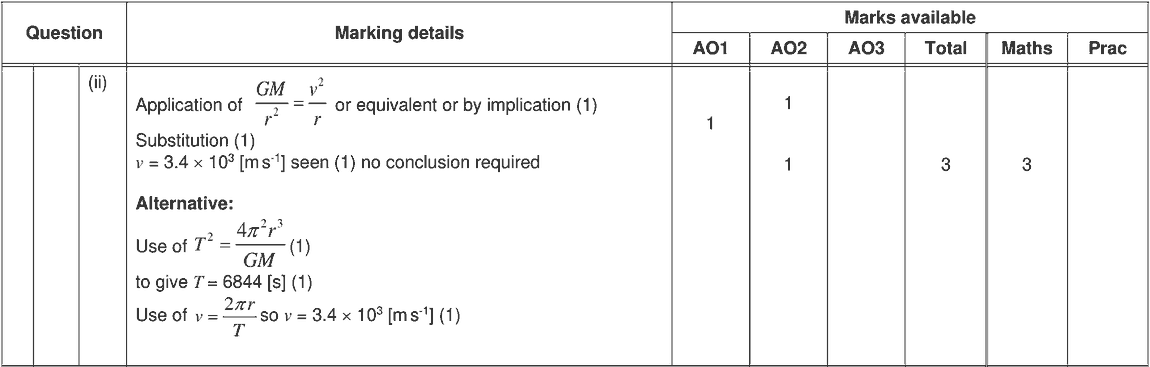 Question Marking details Marks available
AO1 AO2 AO3 Total Maths Prac
(ii) Application of GM/r² = v²/r or equivalent or by implication (1) 1
Substitution (1) 1
v = 3.4 × 10³ [m s⁻¹] seen (1) no conclusion required 1 3 3
Alternative:
Use of T² = 4π²r³/GM (1)
to give T = 6844 [s] (1)
Use of v = 2πr/T so v = 3.4 × 10³ [m s⁻¹] (1)